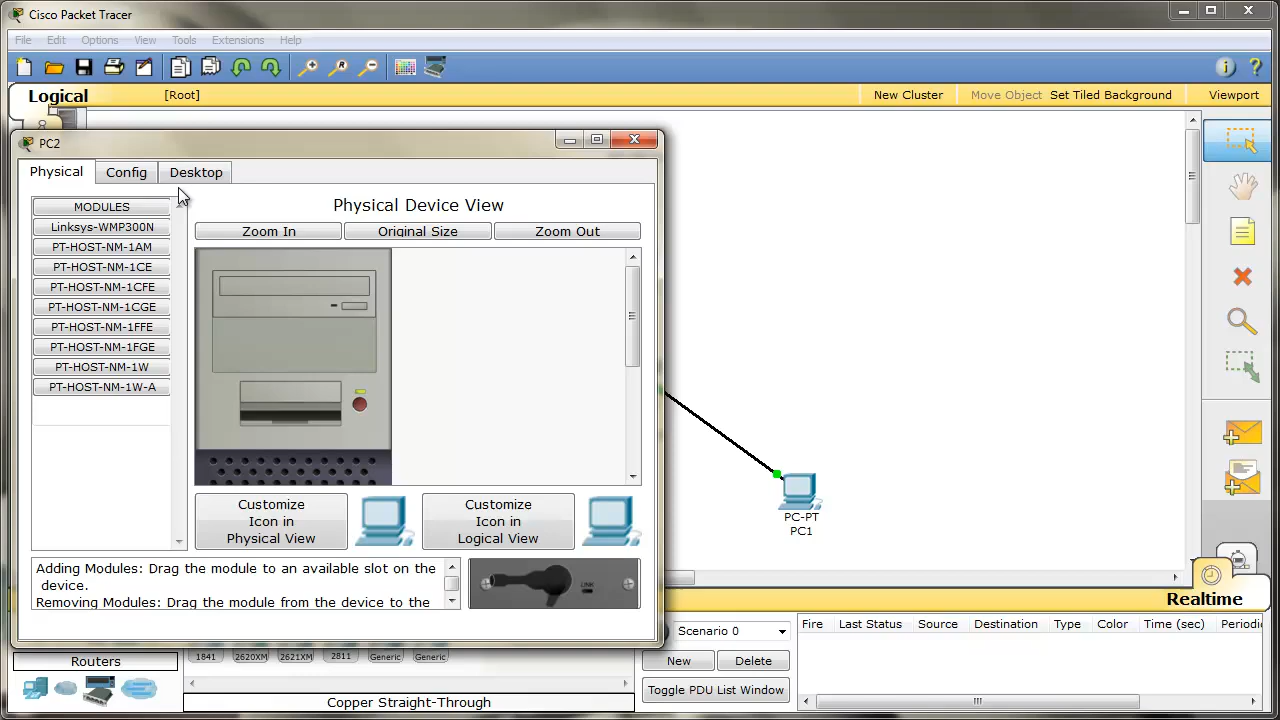 Cisco Packet Tracer
File Edit Options View Tools Extensions Help
Logical [Root] New Cluster Move Object Set Tiled Background Viewport
PC2
Physical Config Desktop
MODULES
Linksys-WMP300N
PT-HOST-NM-1AM
PT-HOST-NM-1CE
PT-HOST-NM-1CFE
PT-HOST-NM-1CGE
PT-HOST-NM-1FFE
PT-HOST-NM-1FGE
PT-HOST-NM-1W
PT-HOST-NM-1W-A
Physical Device View
Zoom In Original Size Zoom Out
Customize
Icon in
Physical View
Customize
Icon in
Logical View
Adding Modules: Drag the module to an available slot on the
device.
Removing Modules: Drag the module from the device to the
LINK
PC-PT
PC1
Realtime
Routers
1841 2620XM 2621XM 2811 Generic Generic
Copper Straight-Through
Scenario 0
New Delete
Toggle PDU List Window
Fire Last Status Source Destination Type Color Time (sec) Periodi